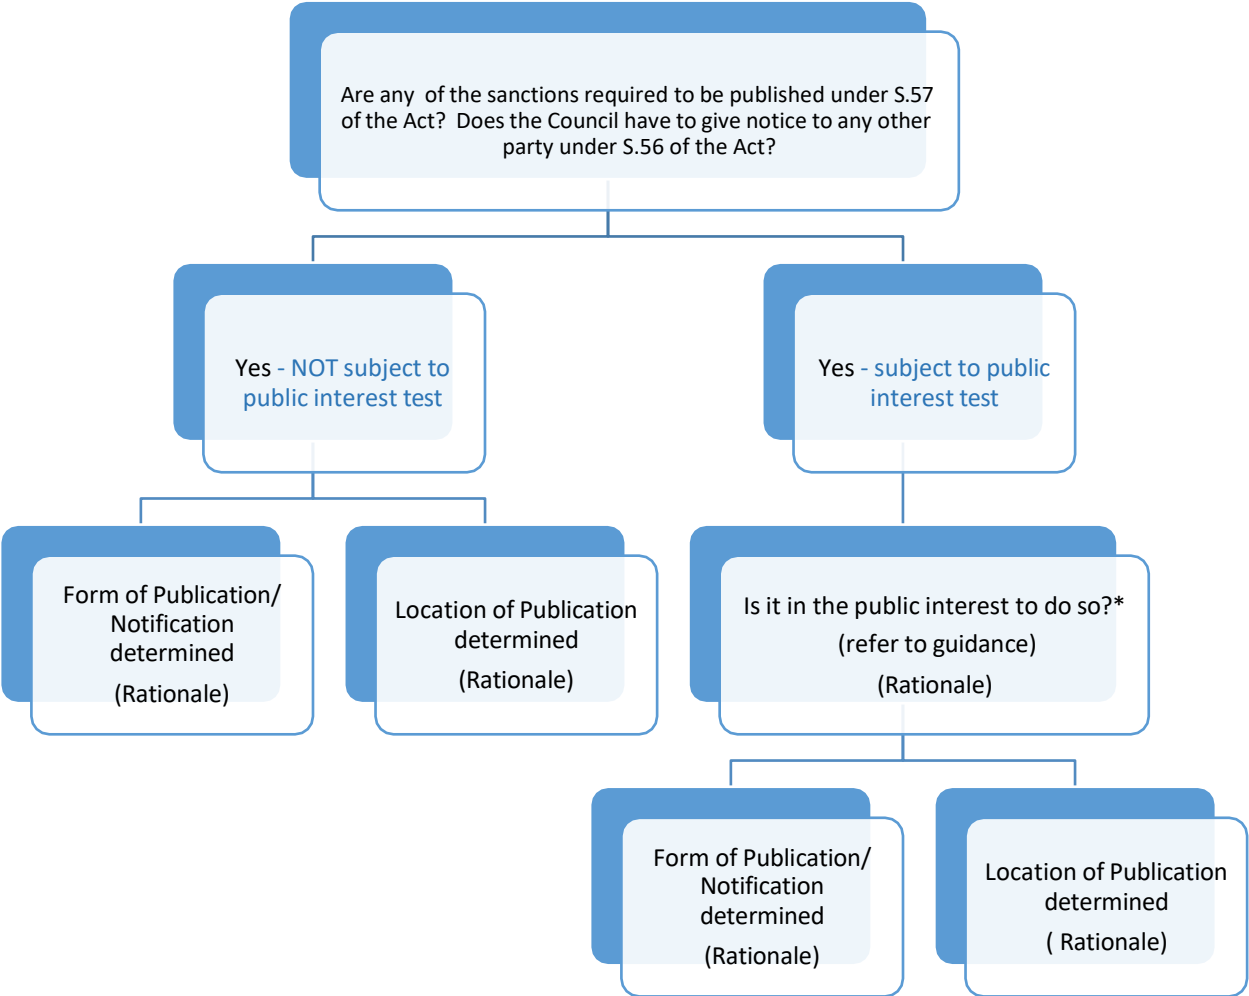 Are any  of the sanctions required to be published under S.57
of the Act?  Does the Council have to give notice to any other
party under S.56 of the Act?
Yes - NOT subject to
public interest test
Yes - subject to public
interest test
Form of Publication/
Notification
determined
(Rationale)
Location of Publication
determined
(Rationale)
Is it in the public interest to do so?*
(refer to guidance)
(Rationale)
Form of Publication/
Notification
determined
(Rationale)
Location of Publication
determined
( Rationale)